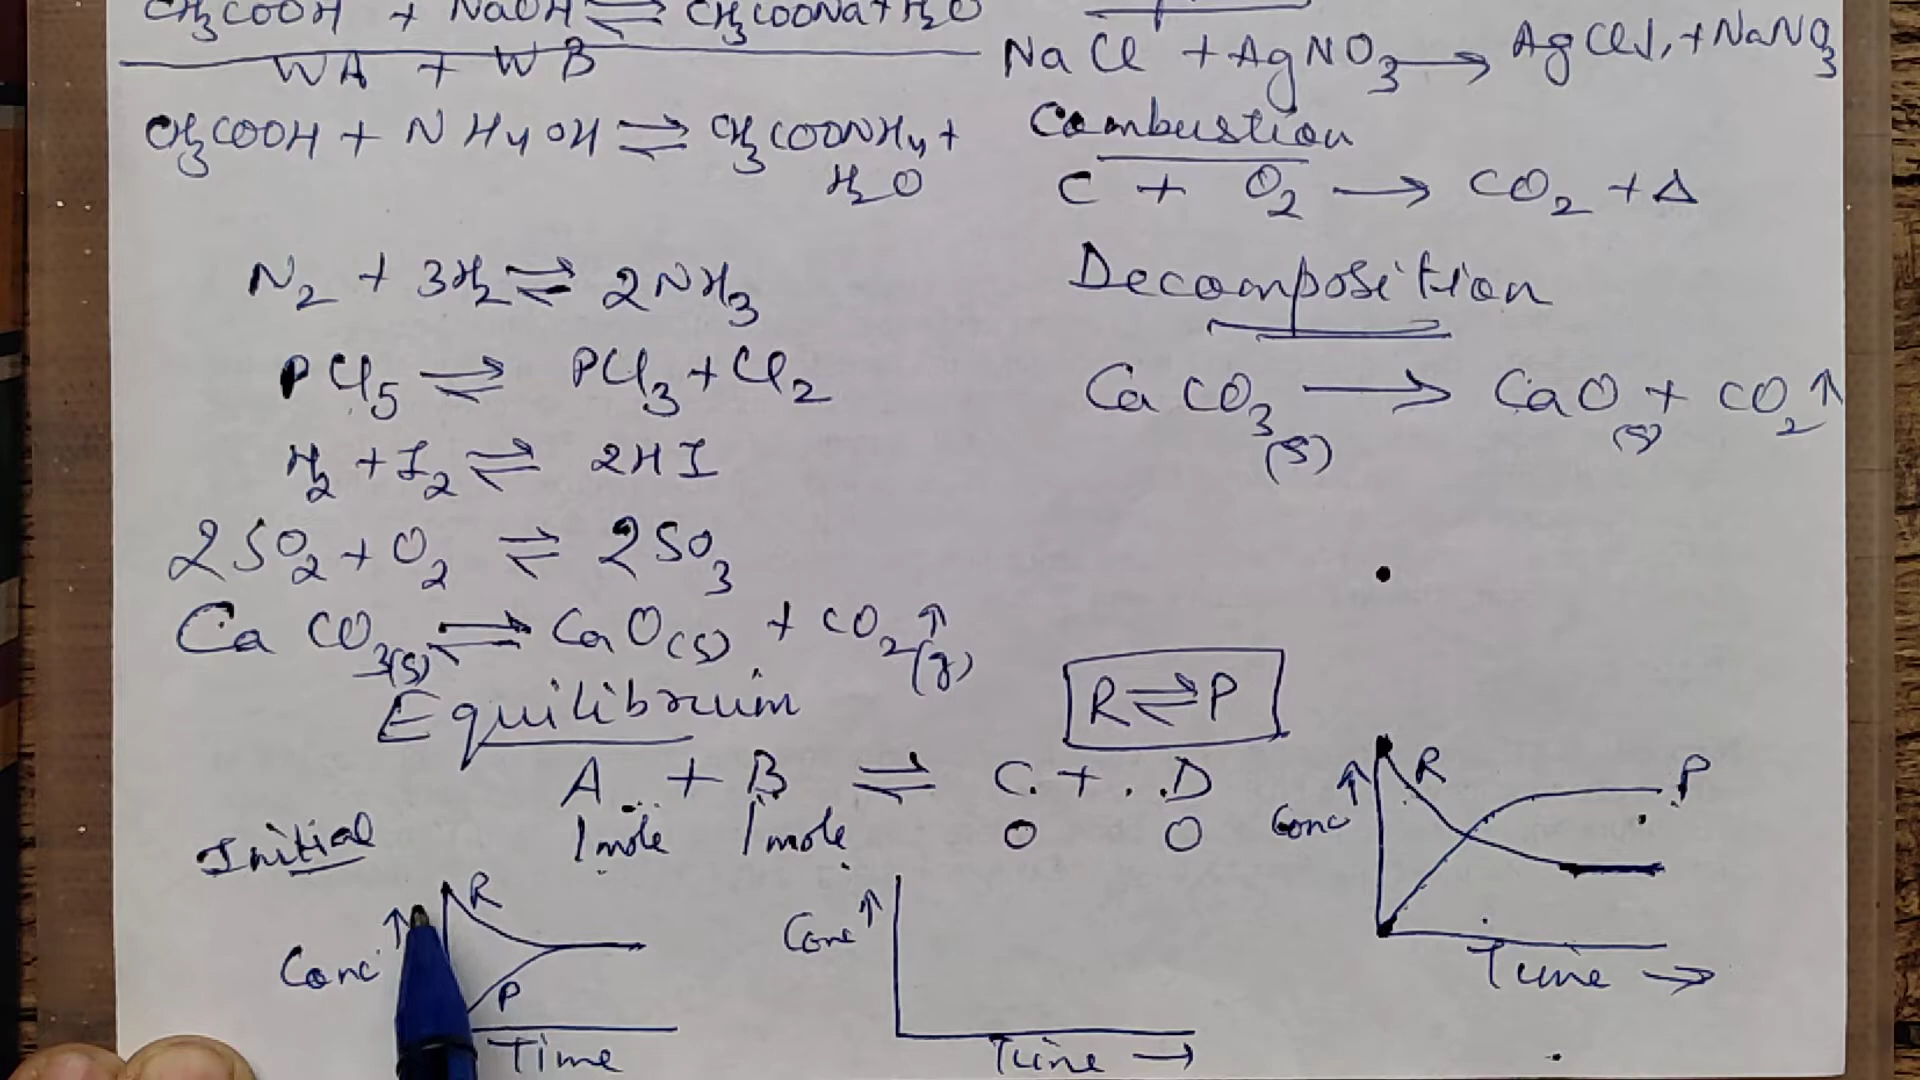 CH3COOH + NaOH ⇌ CH3COONa + H2O
WA + WB
CH3COOH + NH4OH ⇌ CH3COONH4 +
H2O
N2 + 3H2 ⇌ 2NH3
PCl5 ⇌ PCl3 + Cl2
H2 + I2 ⇌ 2HI
2SO2 + O2 ⇌ 2SO3
CaCO3(s) ⇌ CaO(s) + CO2↑(g)
NaCl + AgNO3 → AgCl↓ + NaNO3
Combustion
C + O2 → CO2 + Δ
Decomposition
CaCO3(s) → CaO(s) + CO2↑
Equilibrium
R ⇌ P
A + B ⇌ C + D
Initial 1mole 1mole 0 0
Conc ↑ R P
Time
Conc ↑
Time →
Conc ↑ R P
Time →